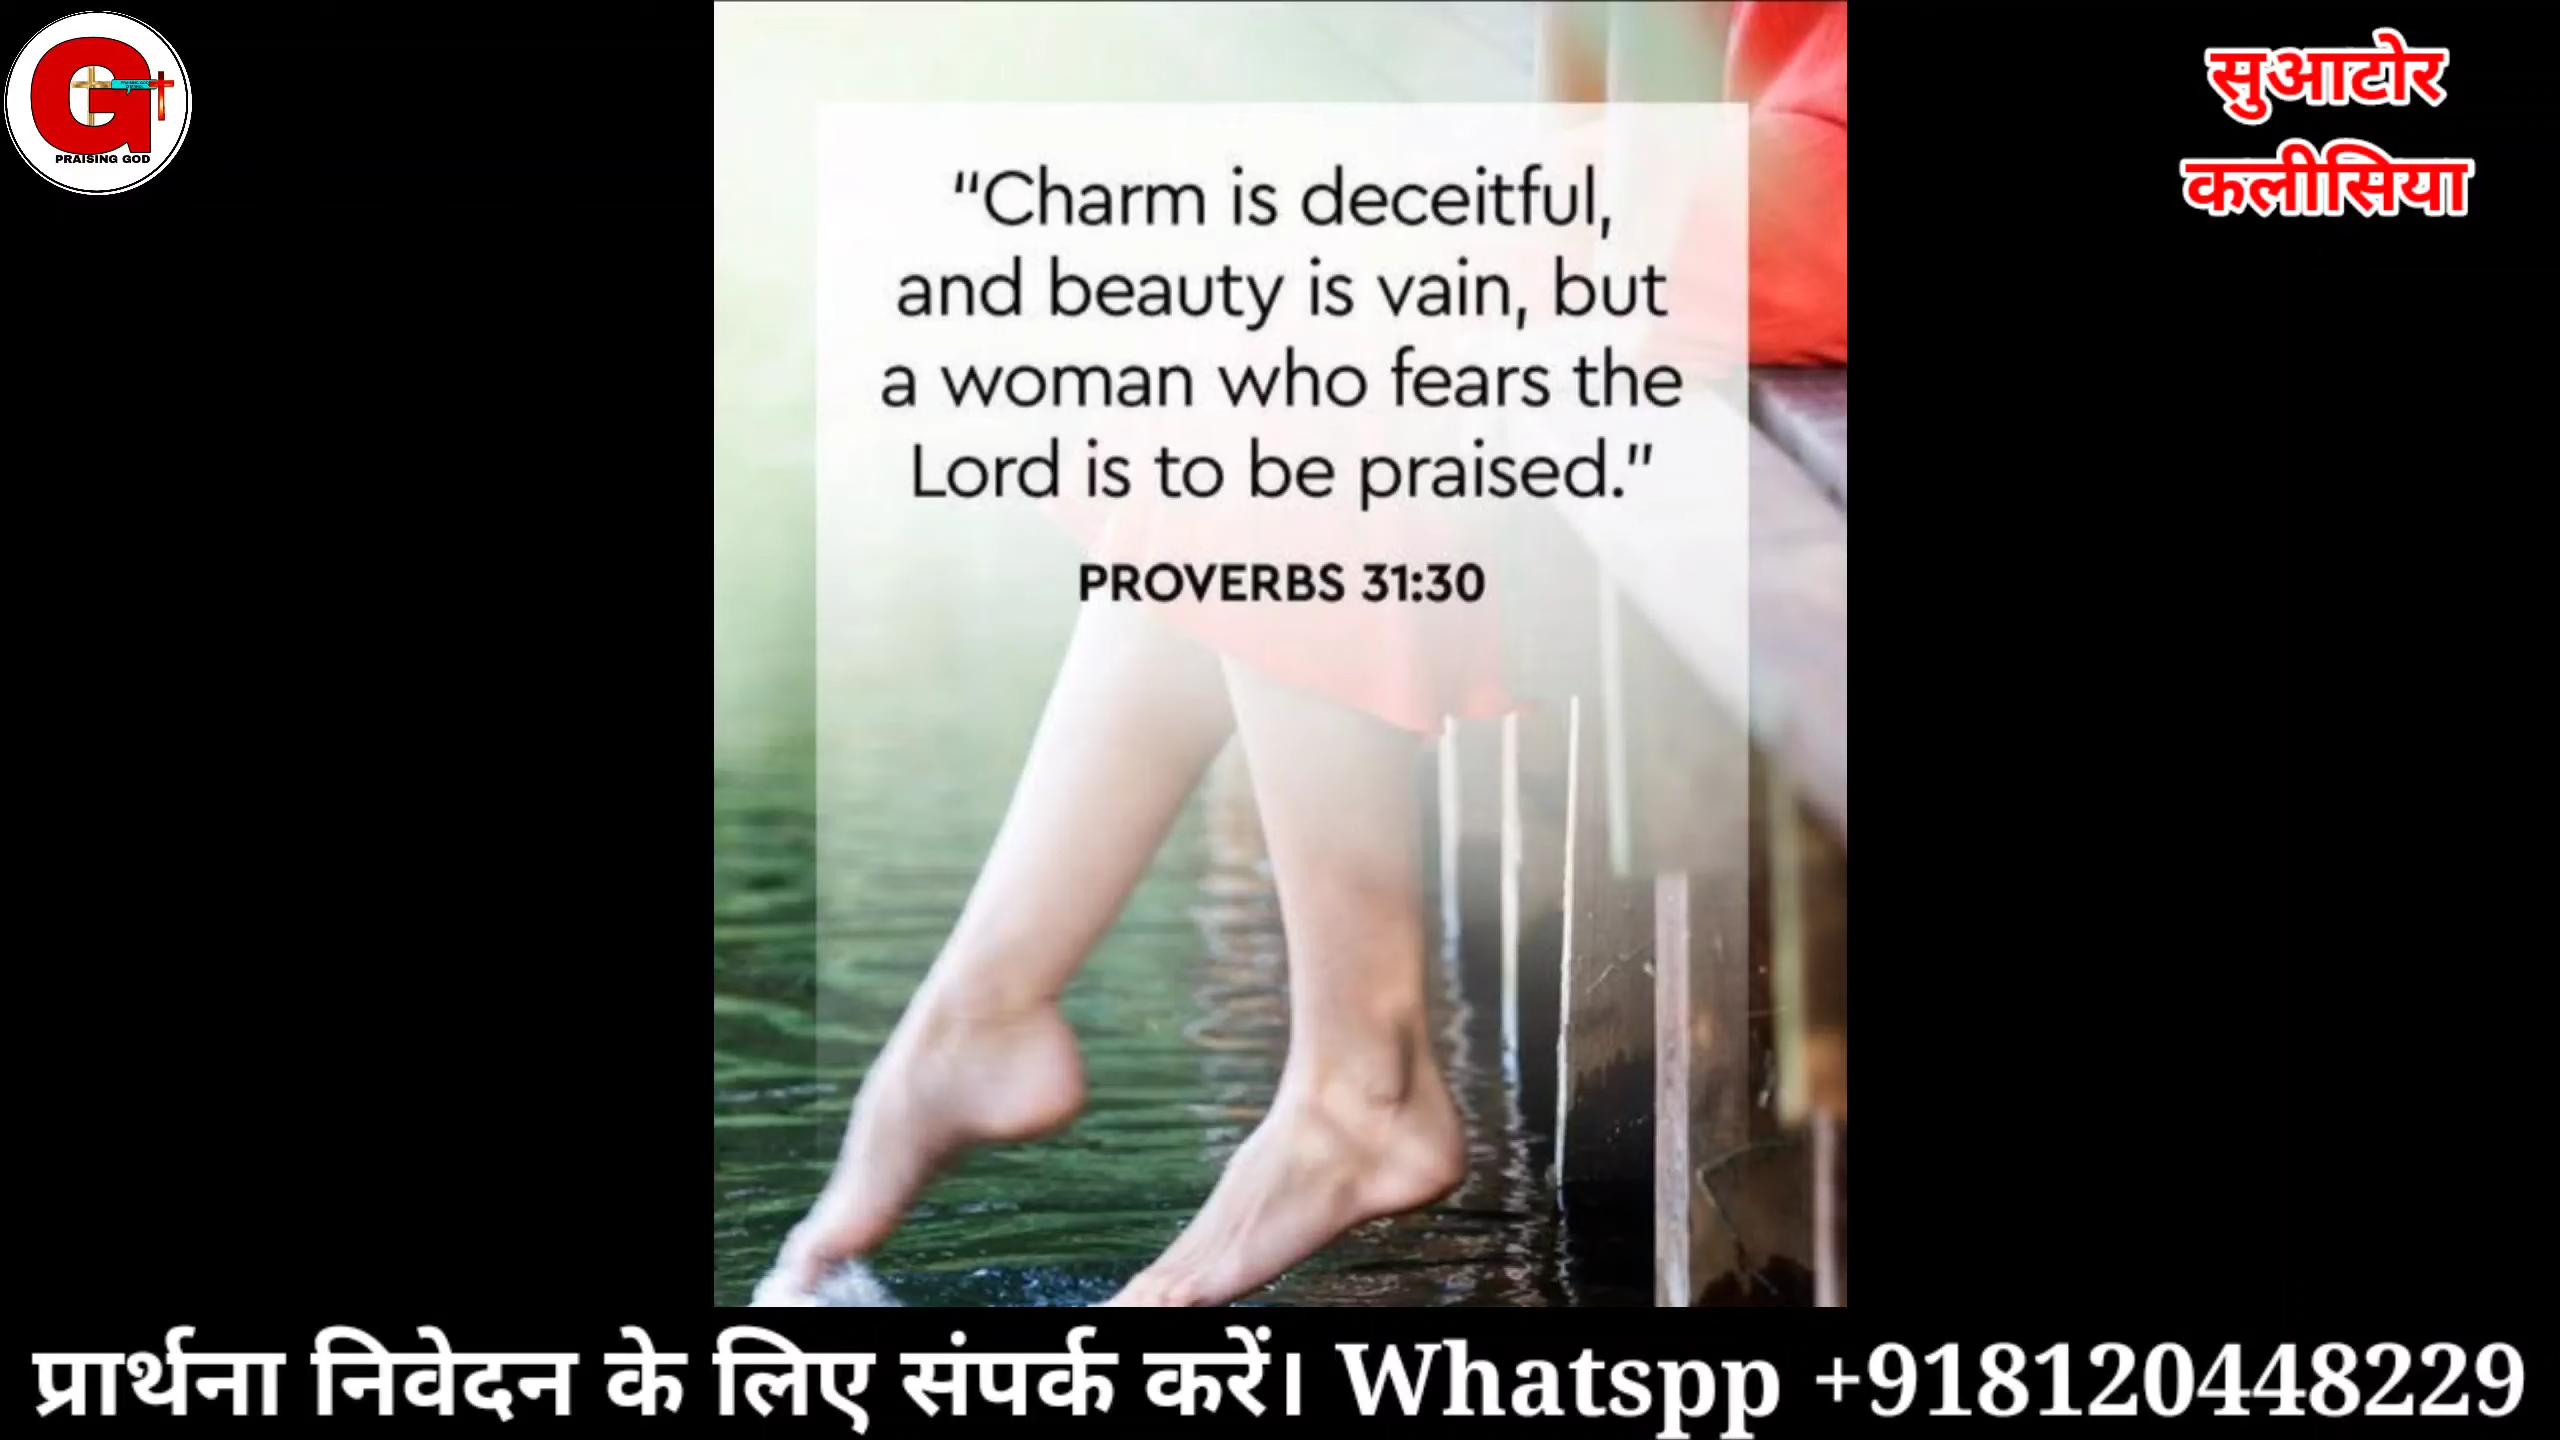 PRAISING GOD
सुआटोर
कलीसिया
“Charm is deceitful,
and beauty is vain, but
a woman who fears the
Lord is to be praised.”
PROVERBS 31:30
प्रार्थना निवेदन के लिए संपर्क करें। Whatspp +918120448229